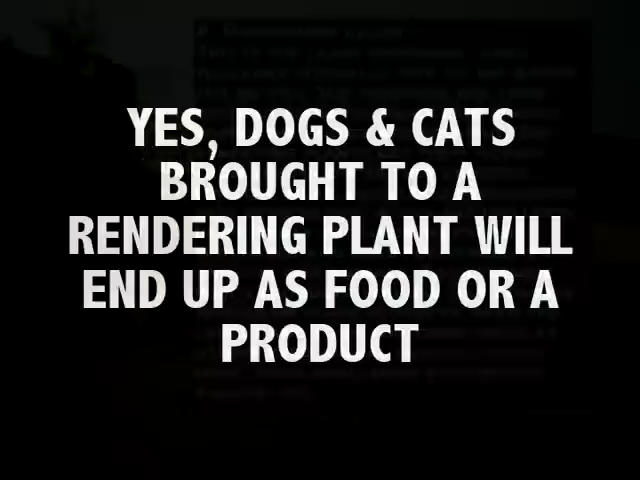 YES, DOGS & CATS
BROUGHT TO A
RENDERING PLANT WILL
END UP AS FOOD OR A
PRODUCT